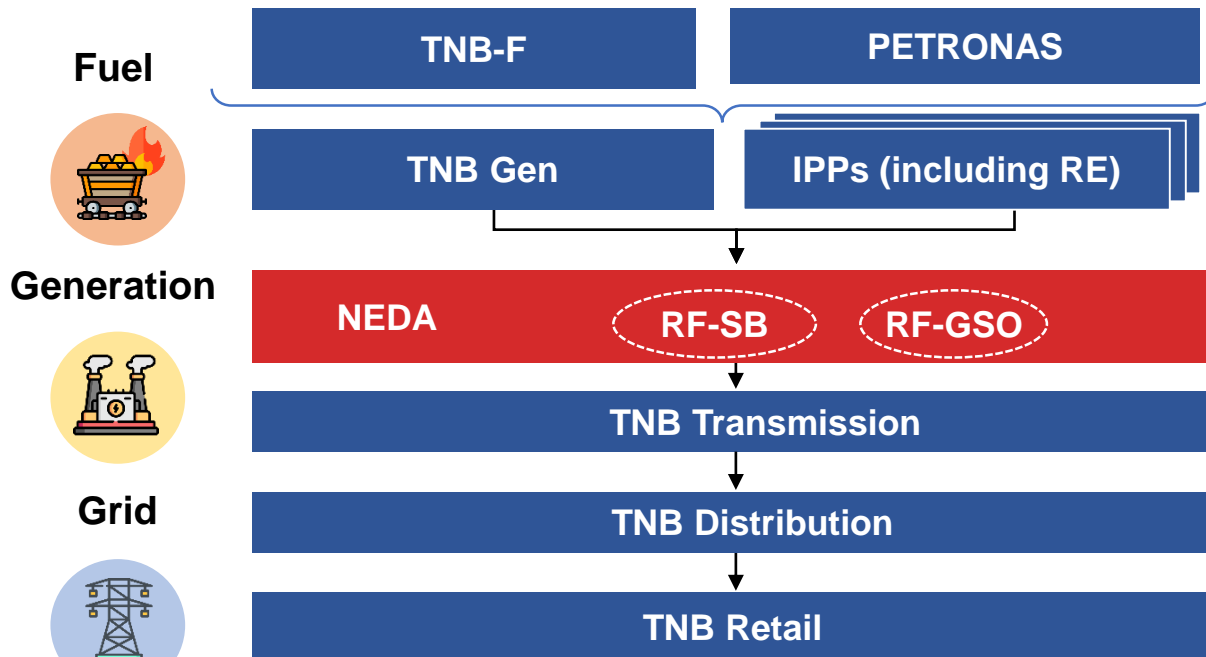 TNB-F
PETRONAS
Fuel
TNB Gen
IPPs (including RE)
Generation
NEDA
RF-SB
RF-GSO
TNB Transmission
Grid
TNB Distribution
TNB Retail